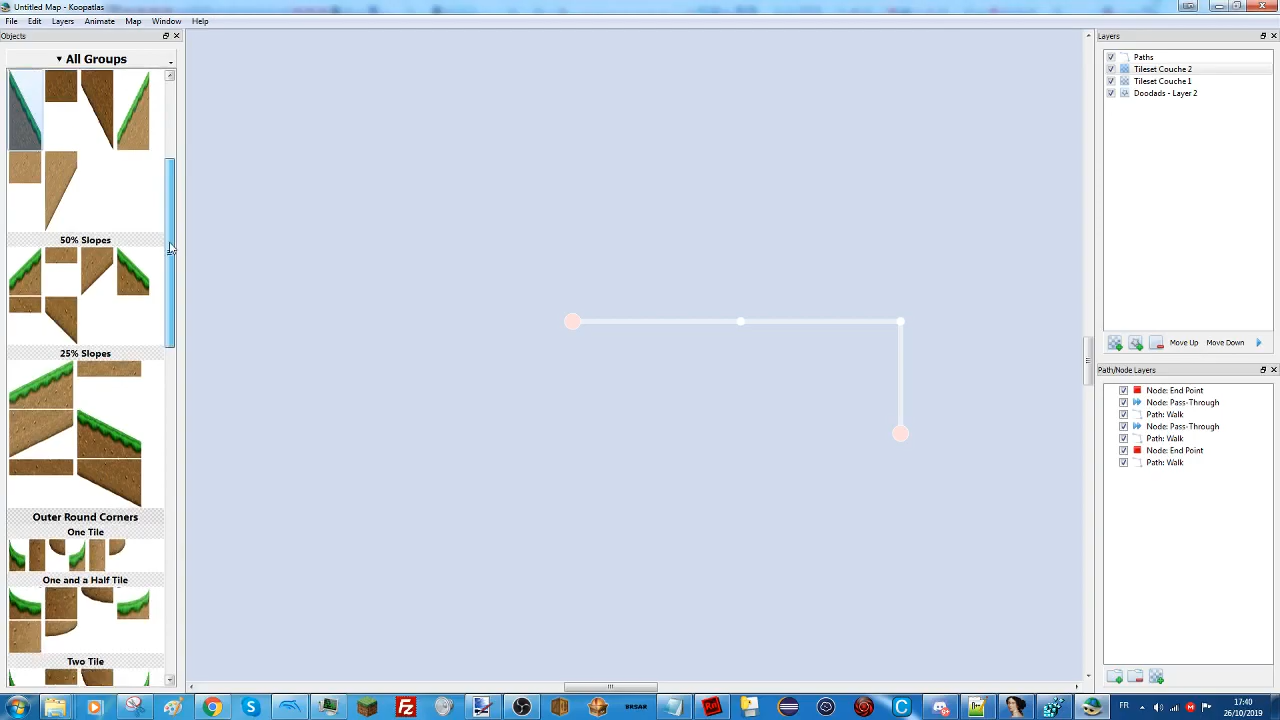 Untitled Map - Koopatlas
File Edit Layers Animate Map Window Help
Objects
▼ All Groups
50% Slopes
25% Slopes
Outer Round Corners
One Tile
One and a Half Tile
Two Tile
Layers
Paths
Tileset Couche 2
Tileset Couche 1
Doodads - Layer 2
Move Up Move Down
Path/Node Layers
Node: End Point
Node: Pass-Through
Path: Walk
Node: Pass-Through
Path: Walk
Node: End Point
Path: Walk
BRSAR
FR
17:40
26/10/2019